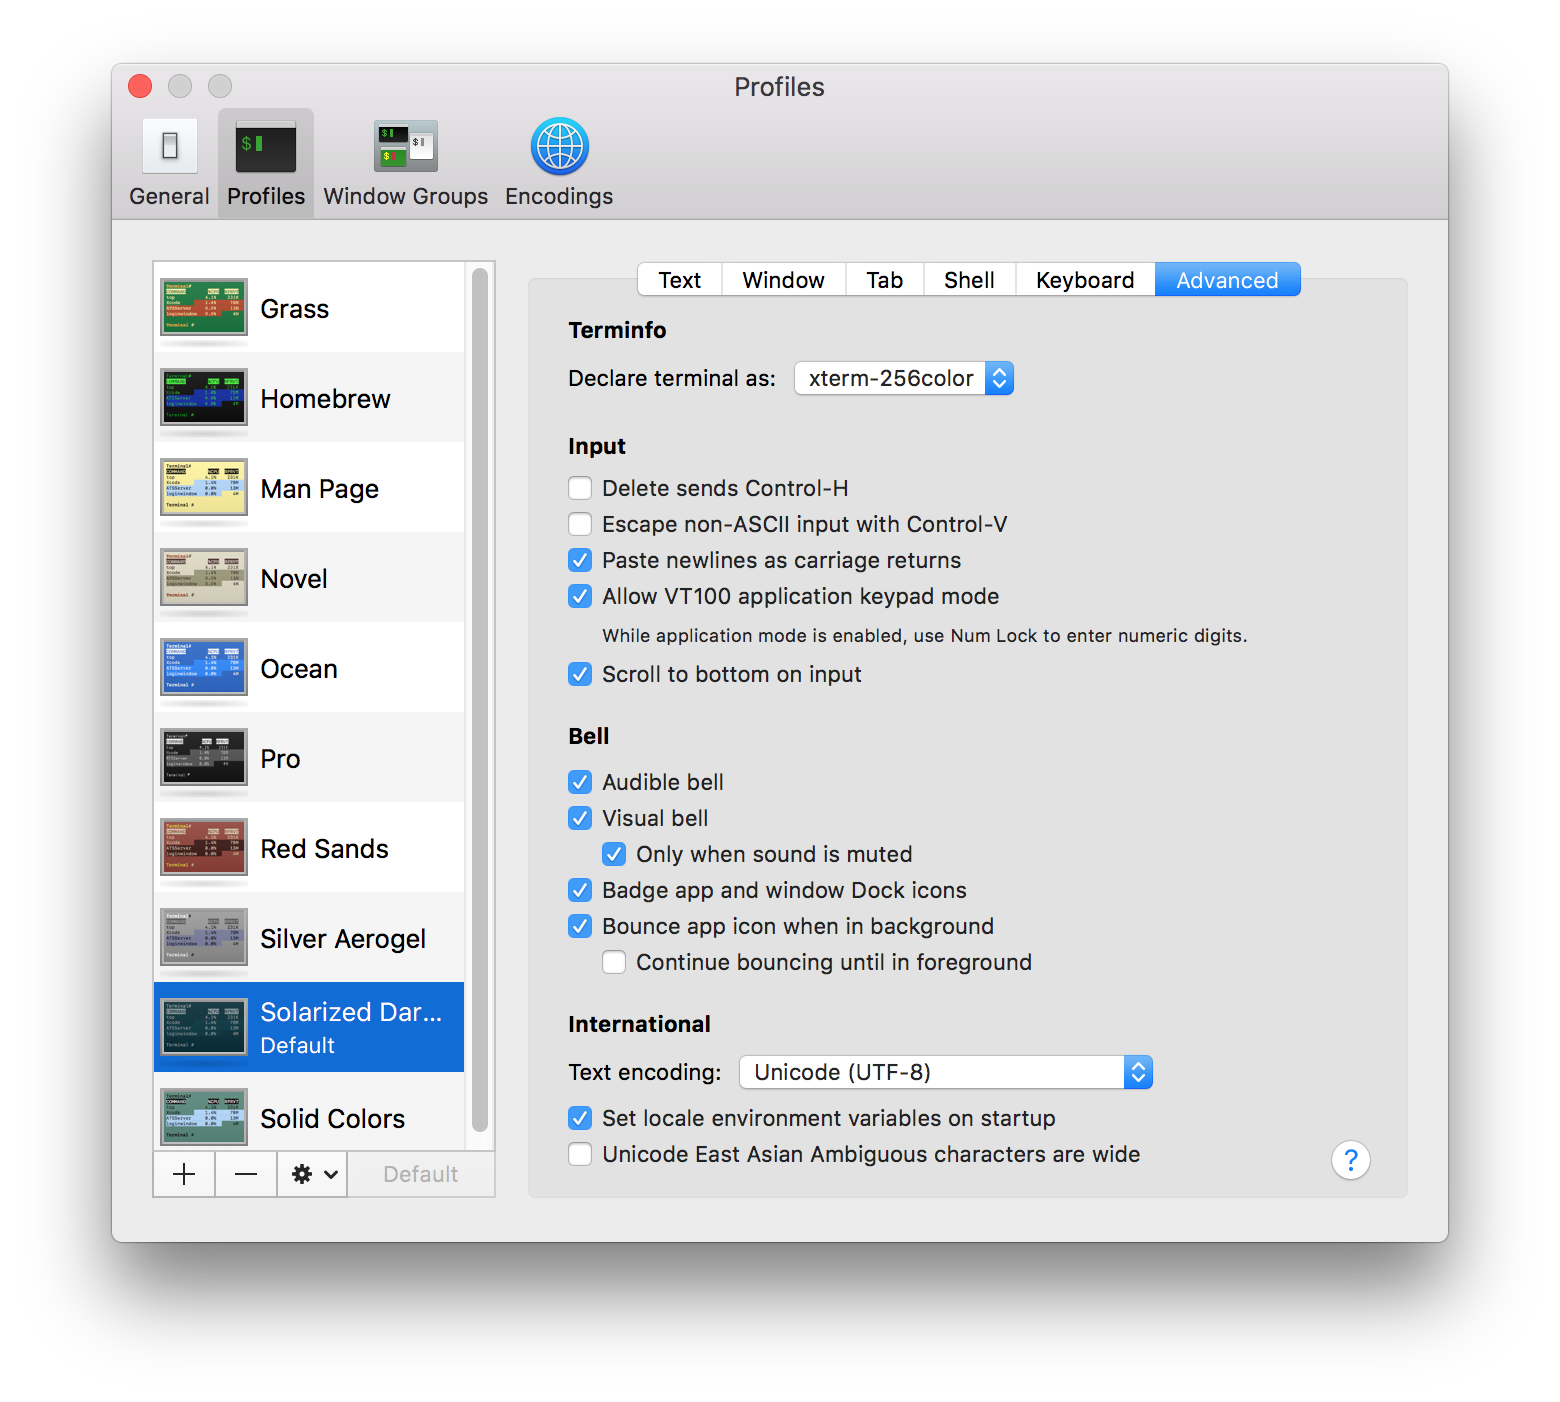 Profiles
General
Profiles
Window Groups
Encodings
Grass
Homebrew
Man Page
Novel
Ocean
Pro
Red Sands
Silver Aerogel
Solarized Dar...
Default
Solid Colors
Default
Text
Window
Tab
Shell
Keyboard
Advanced
Terminfo
Declare terminal as: xterm-256color
Input
Delete sends Control-H
Escape non-ASCII input with Control-V
Paste newlines as carriage returns
Allow VT100 application keypad mode
While application mode is enabled, use Num Lock to enter numeric digits.
Scroll to bottom on input
Bell
Audible bell
Visual bell
Only when sound is muted
Badge app and window Dock icons
Bounce app icon when in background
Continue bouncing until in foreground
International
Text encoding: Unicode (UTF-8)
Set locale environment variables on startup
Unicode East Asian Ambiguous characters are wide
?